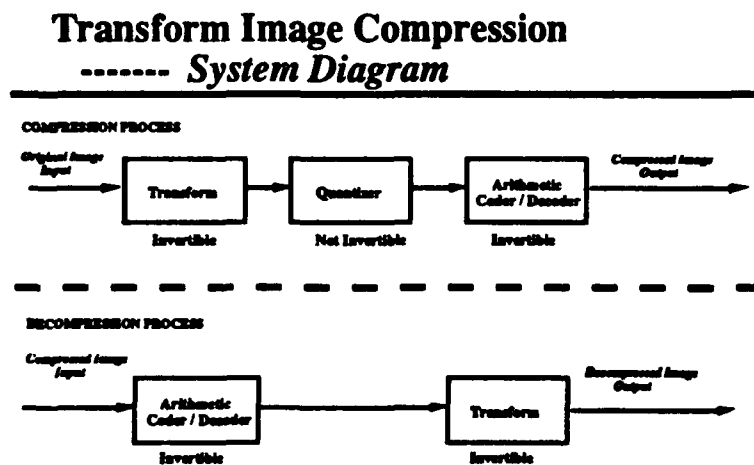 Transform Image Compression
------- System Diagram
COMPRESSION PROCESS
Original Image
Input
Transform
Invertible
Quantizer
Not Invertible
Arithmetic
Coder / Decoder
Invertible
Compressed Image
Output
DECOMPRESSION PROCESS
Compressed Image
Input
Arithmetic
Coder / Decoder
Invertible
Transform
Invertible
Decompressed Image
Output